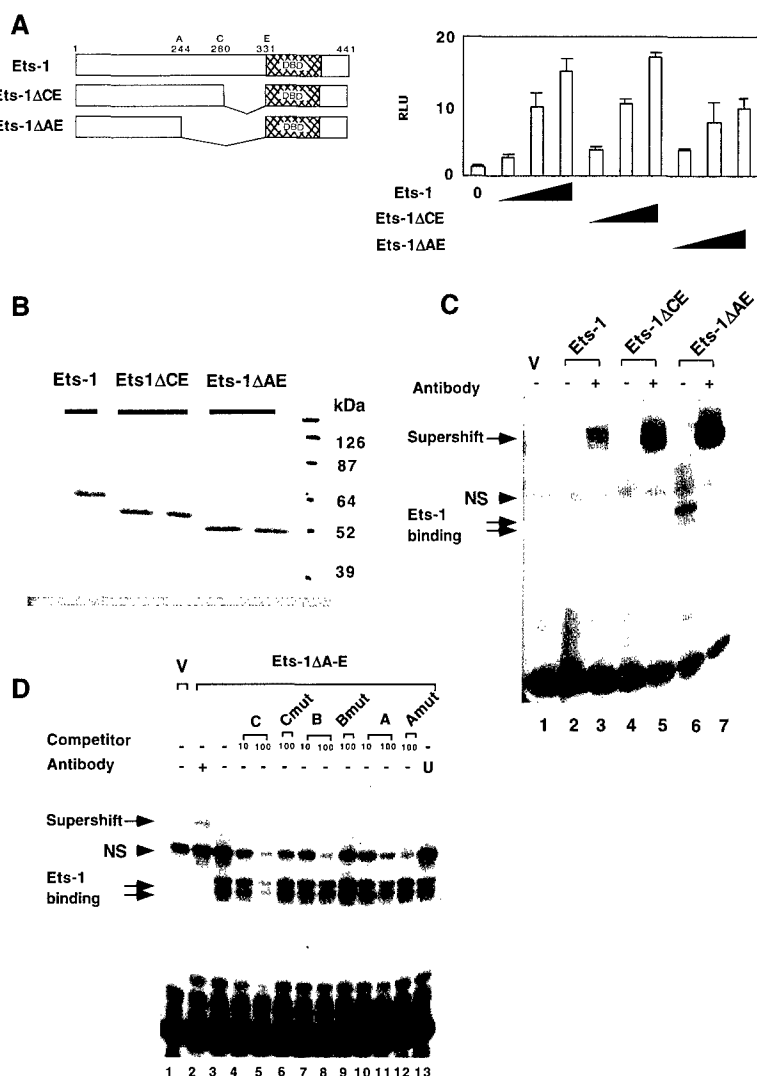 A
A C E
1 244 280 331 441
Ets-1 DBD
Ets-1ΔCE DBD
Ets-1ΔAE DBD
20
10
0
RLU
Ets-1 0
Ets-1ΔCE
Ets-1ΔAE
B
Ets-1 Ets1ΔCE Ets-1ΔAE
kDa
126
87
64
52
39
C
V Ets-1 Ets-1ΔCE Ets-1ΔAE
Antibody - - + - + - +
Supershift
NS
Ets-1
binding
1 2 3 4 5 6 7
D
V Ets-1ΔA-E
C Cmut B Bmut A Amut
Competitor - - - 10 100 100 10 100 100 10 100 100 -
Antibody - + - - - - - - - - - - U
Supershift
NS
Ets-1
binding
1 2 3 4 5 6 7 8 9 10 11 12 13